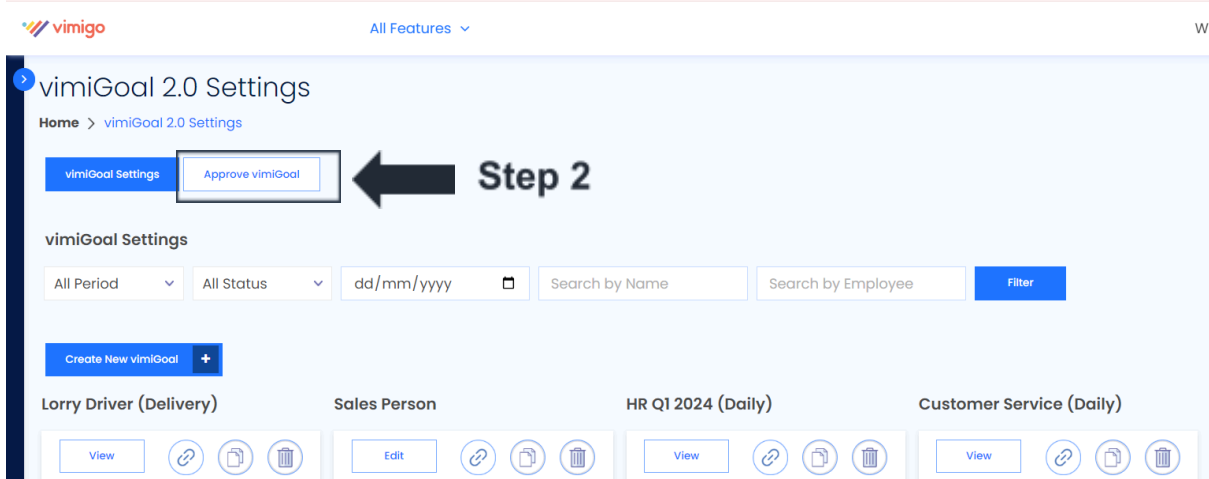 vimigo
All Features
W
vimiGoal 2.0 Settings
Home > vimiGoal 2.0 Settings
vimiGoal Settings
Approve vimiGoal
Step 2
vimiGoal Settings
All Period
All Status
dd/mm/yyyy
Search by Name
Search by Employee
Filter
Create New vimiGoal +
Lorry Driver (Delivery)
Sales Person
HR Q1 2024 (Daily)
Customer Service (Daily)
View
Edit
View
View